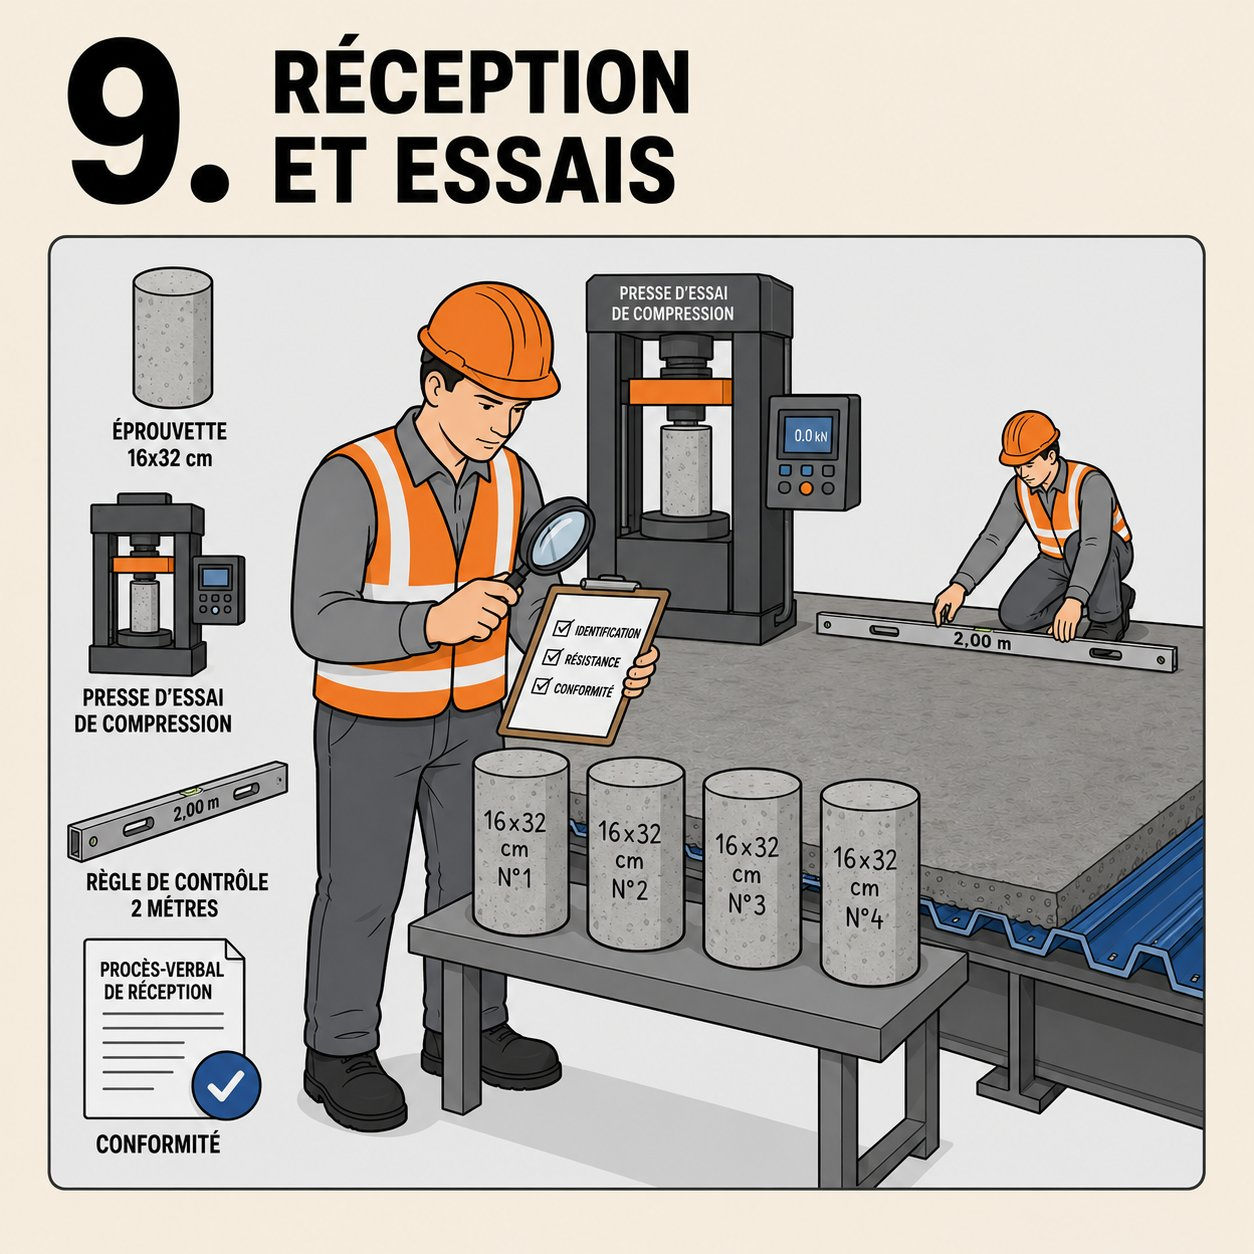 9. RÉCEPTION
ET ESSAIS
ÉPROUVETTE
16x32 cm
PRESSE D'ESSAI
DE COMPRESSION
2,00 m
RÈGLE DE CONTRÔLE
2 MÉTRES
PROCÈS-VERBAL
DE RÉCEPTION
CONFORMITÉ
PRESSE D'ESSAI
DE COMPRESSION
0.0 kN
2,00 m
IDENTIFICATION
RÉSISTANCE
CONFORMITÉ
16x32
cm
N°1
16x32
cm
N°2
16x32
cm
N°3
16x32
cm
N°4